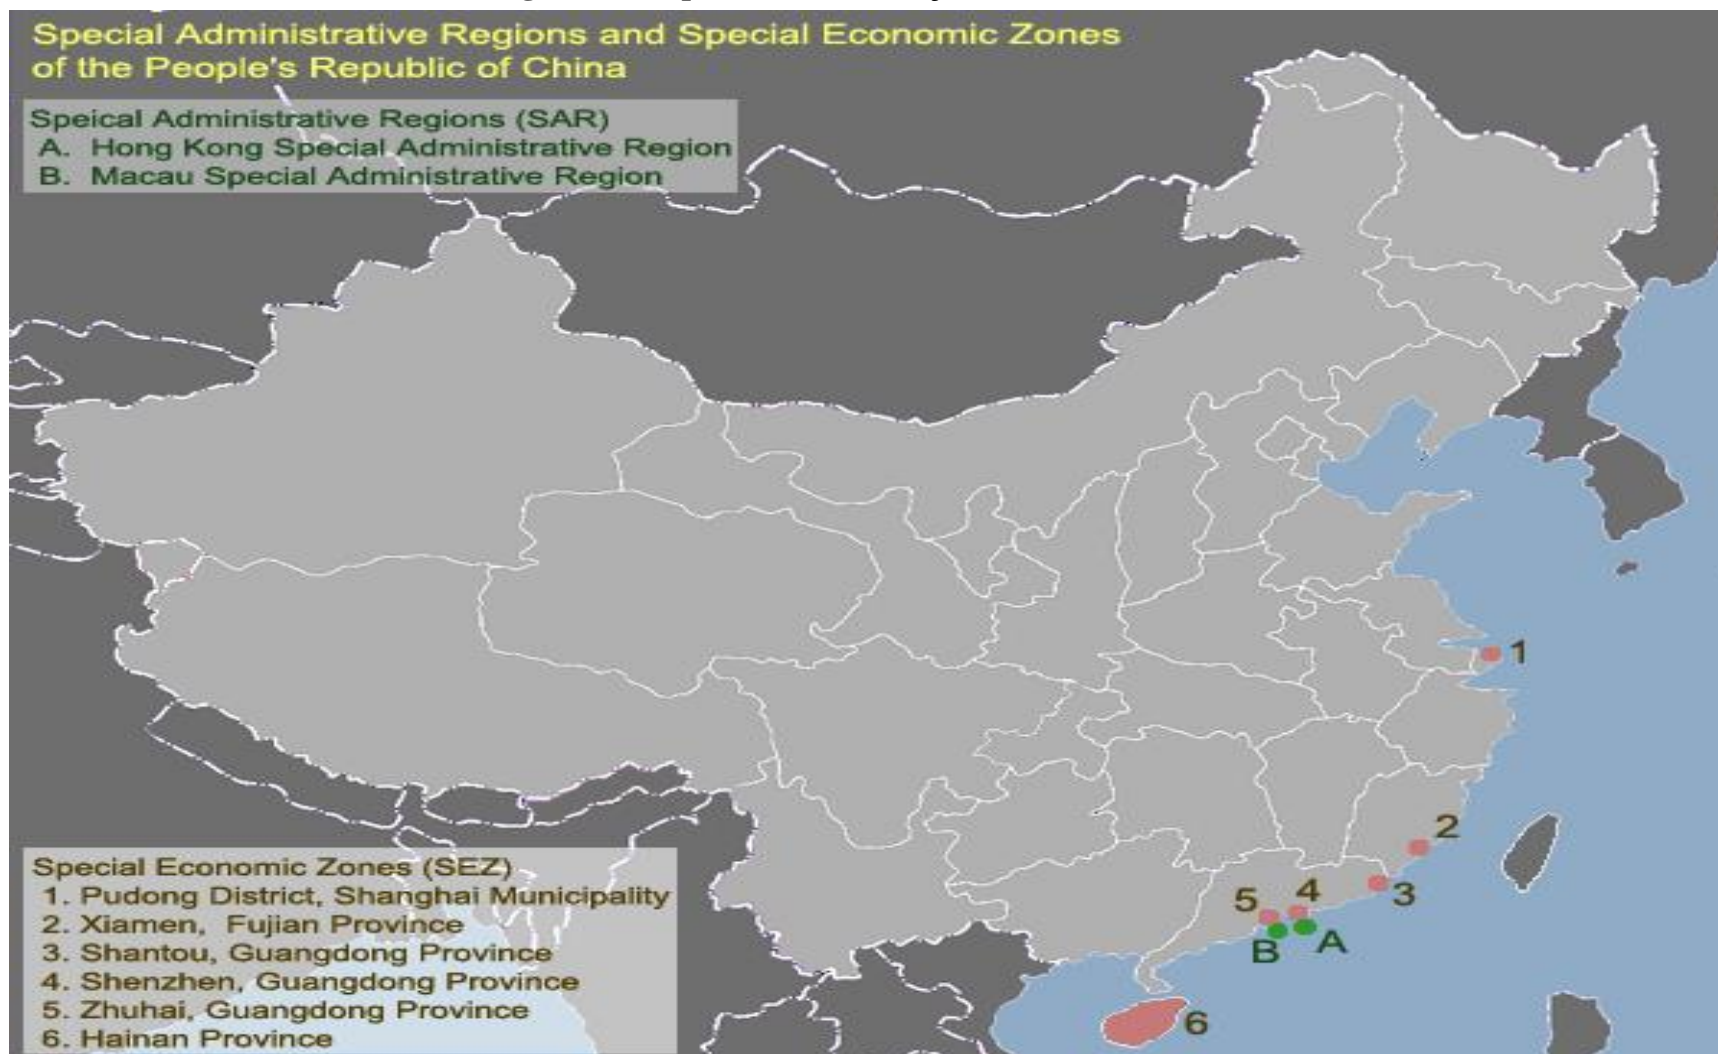 Special Administrative Regions and Special Economic Zones
of the People's Republic of China
Speical Administrative Regions (SAR)
A. Hong Kong Special Administrative Region
B. Macau Special Administrative Region
1
2
3
4
5
A
B
6
Special Economic Zones (SEZ)
1. Pudong District, Shanghai Municipality
2. Xiamen, Fujian Province
3. Shantou, Guangdong Province
4. Shenzhen, Guangdong Province
5. Zhuhai, Guangdong Province
6. Hainan Province